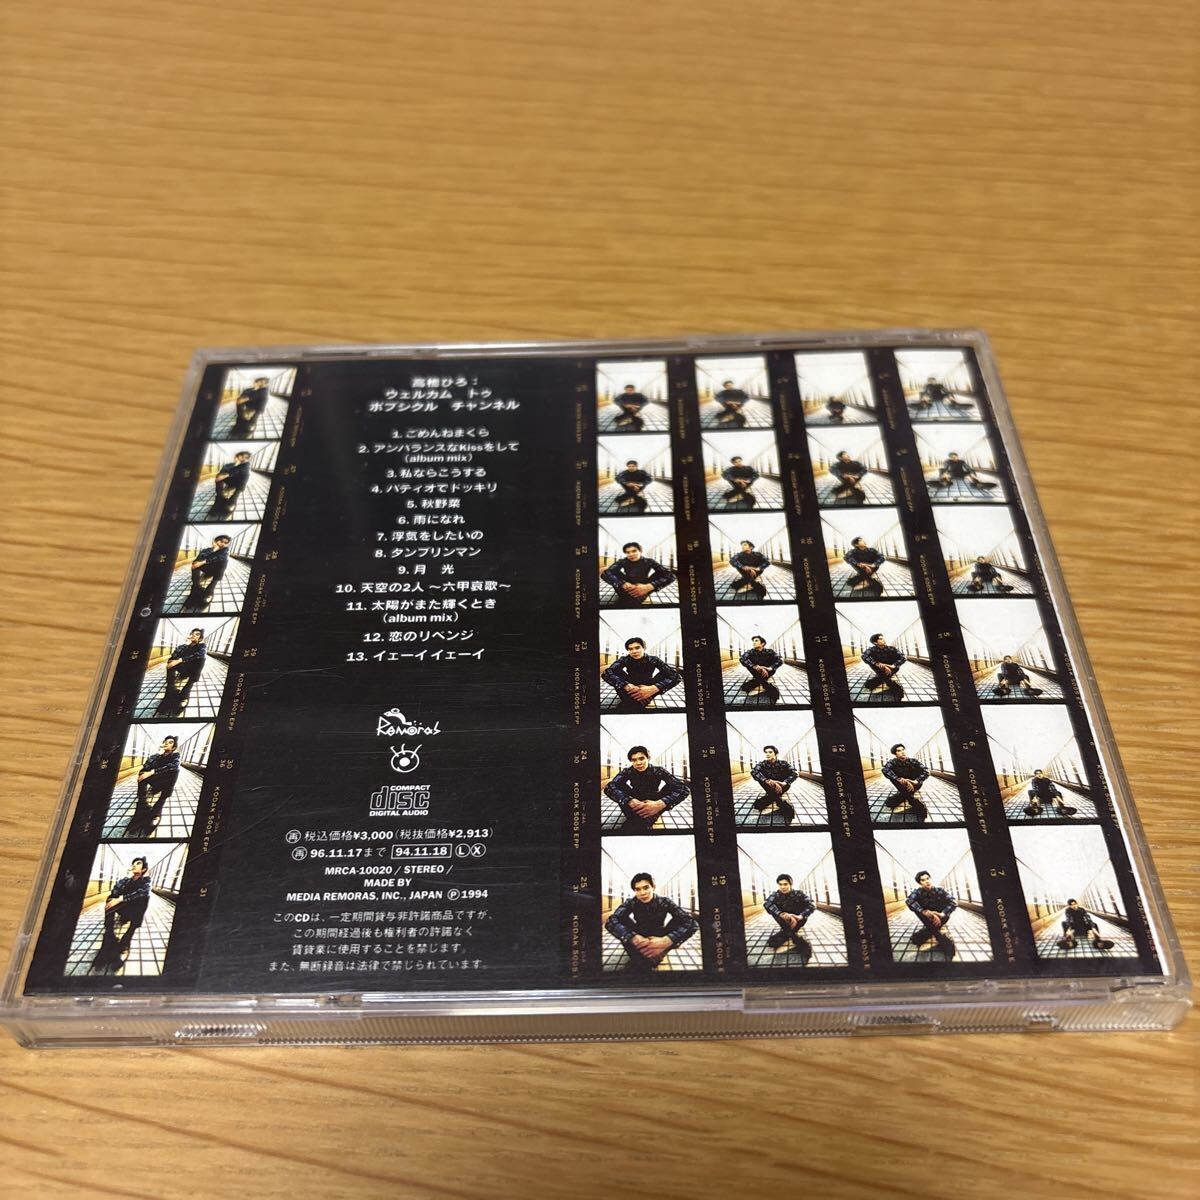 高橋ひろ:
ウェルカム　トゥ
ポプシクル　チャンネル
1. ごめんねまくら
2. アンバランスなKissをして
(album mix)
3. 私ならこうする
4. パティオでドッキリ
5. 秋野菜
6. 雨になれ
7. 浮気をしたいの
8. タンブリンマン
9. 月　光
10. 天空の2人 〜六甲哀歌〜
11. 太陽がまた輝くとき
(album mix)
12. 恋のリベンジ
13. イェーイイェーイ
Remoras
COMPACT
disc
DIGITAL AUDIO
再 税込価格¥3,000 (税抜価格¥2,913)
再 96.11.17まで 94.11.18 L X
MRCA-10020 / STEREO /
MADE BY
MEDIA REMORAS, INC., JAPAN Ⓟ 1994
このCDは、一定期間貸与非許諾商品ですが、
この期間経過後も権利者の許諾なく
賃貸業に使用することを禁じます。
また、無断録音は法律で禁じられています。
KODAK 5005 EPP